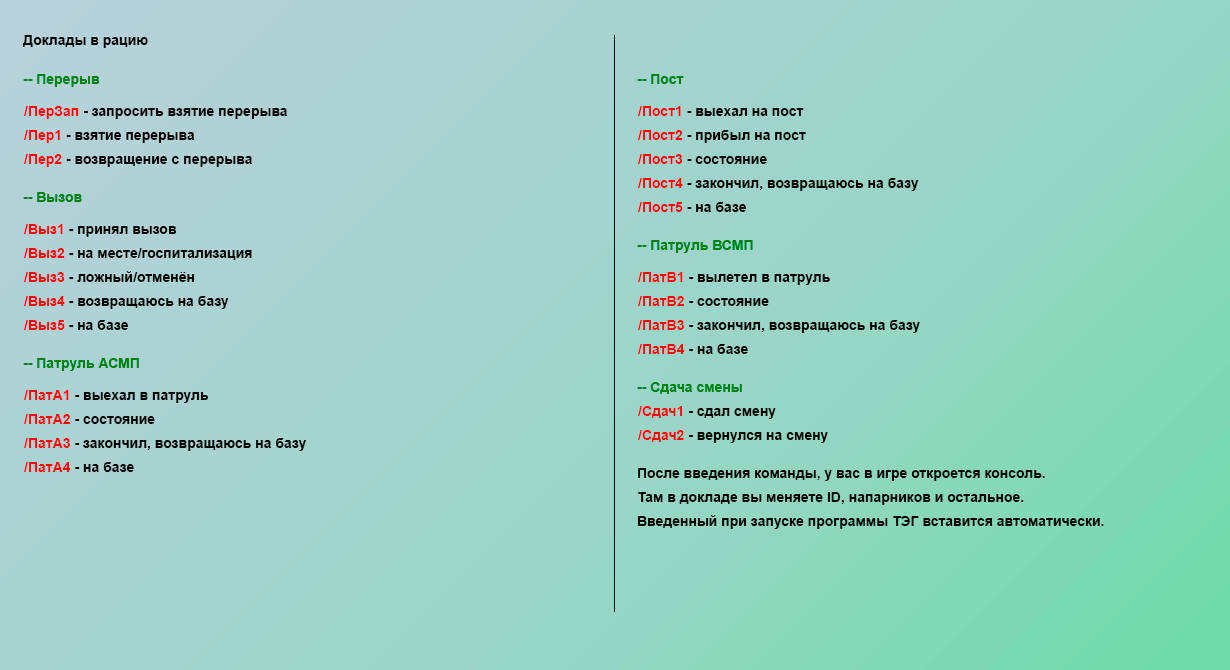 Доклады в рацию
-- Перерыв
/ПерЗап - запросить взятие перерыва
/Пер1 - взятие перерыва
/Пер2 - возвращение с перерыва
-- Вызов
/Выз1 - принял вызов
/Выз2 - на месте/госпитализация
/Выз3 - ложный/отменён
/Выз4 - возвращаюсь на базу
/Выз5 - на базе
-- Патруль АСМП
/ПатА1 - выехал в патруль
/ПатА2 - состояние
/ПатА3 - закончил, возвращаюсь на базу
/ПатА4 - на базе
-- Пост
/Пост1 - выехал на пост
/Пост2 - прибыл на пост
/Пост3 - состояние
/Пост4 - закончил, возвращаюсь на базу
/Пост5 - на базе
-- Патруль ВСМП
/ПатВ1 - вылетел в патруль
/ПатВ2 - состояние
/ПатВ3 - закончил, возвращаюсь на базу
/ПатВ4 - на базе
-- Сдача смены
/Сдач1 - сдал смену
/Сдач2 - вернулся на смену
После введения команды, у вас в игре откроется консоль.
Там в докладе вы меняете ID, напарников и остальное.
Введенный при запуске программы ТЭГ вставится автоматически.